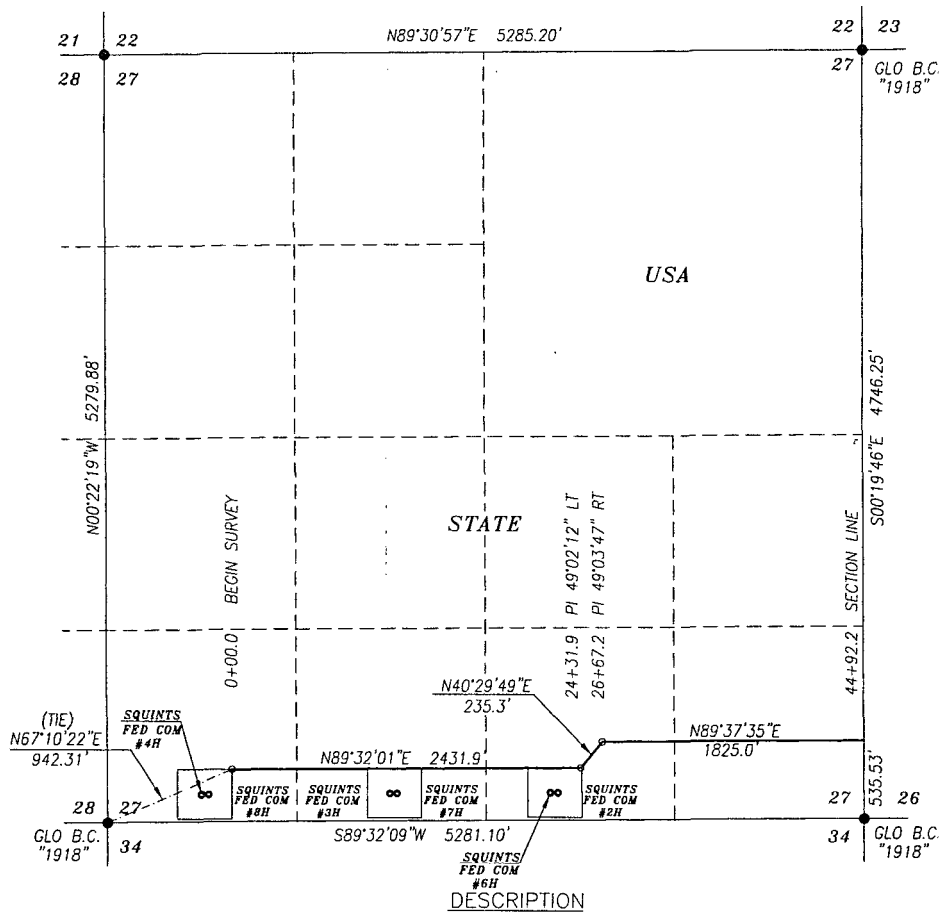 21 22
N89°30'57"E 5285.20'
22 23
28 27
27
GLO B.C.
"1918"
USA
N00°22'19"W 5279.88'
S00°19'46"E 4746.25'
STATE
0+00.0 BEGIN SURVEY
24+31.9 PI 49°02'12" LT
26+67.2 PI 49°03'47" RT
44+92.2 SECTION LINE
(TIE)
N67°10'22"E
942.31'
SQUINTS
FED COM
#4H
N40°29'49"E
235.3'
N89°37'35"E
1825.0'
N89°32'01"E 2431.9
535.53'
SQUINTS
FED COM
#8H
SQUINTS
FED COM
#3H
SQUINTS
FED COM
#7H
SQUINTS
FED COM
#2H
28 27
27 26
GLO B.C.
"1918"
34
S89°32'09"W 5281.10'
34
GLO B.C.
"1918"
SQUINTS
FED COM
#6H
DESCRIPTION